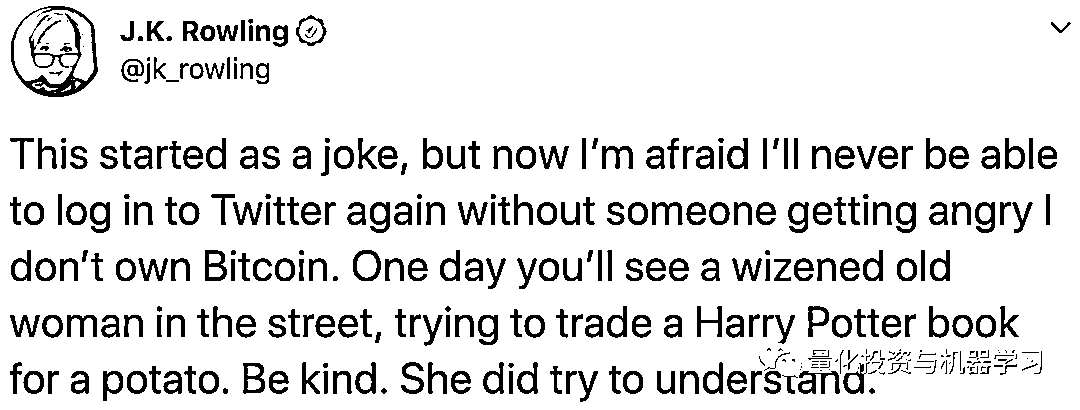 J.K. Rowling
@jk_rowling
This started as a joke, but now I’m afraid I’ll never be able
to log in to Twitter again without someone getting angry I
don’t own Bitcoin. One day you’ll see a wizened old
woman in the street, trying to trade a Harry Potter book
for a potato. Be kind. She did try to understand.
量化投资与机器学习